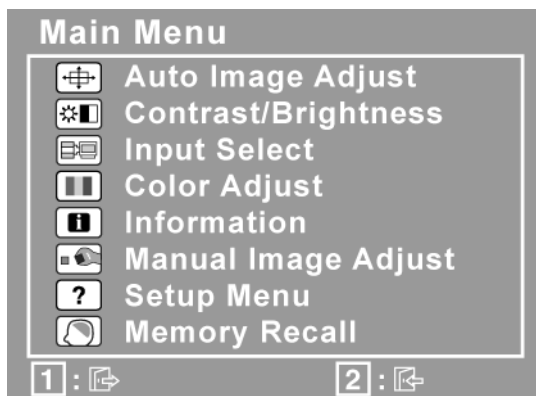 Main Menu
Auto Image Adjust
Contrast/Brightness
Input Select
Color Adjust
i Information
Manual Image Adjust
? Setup Menu
Memory Recall
1 : 2 :